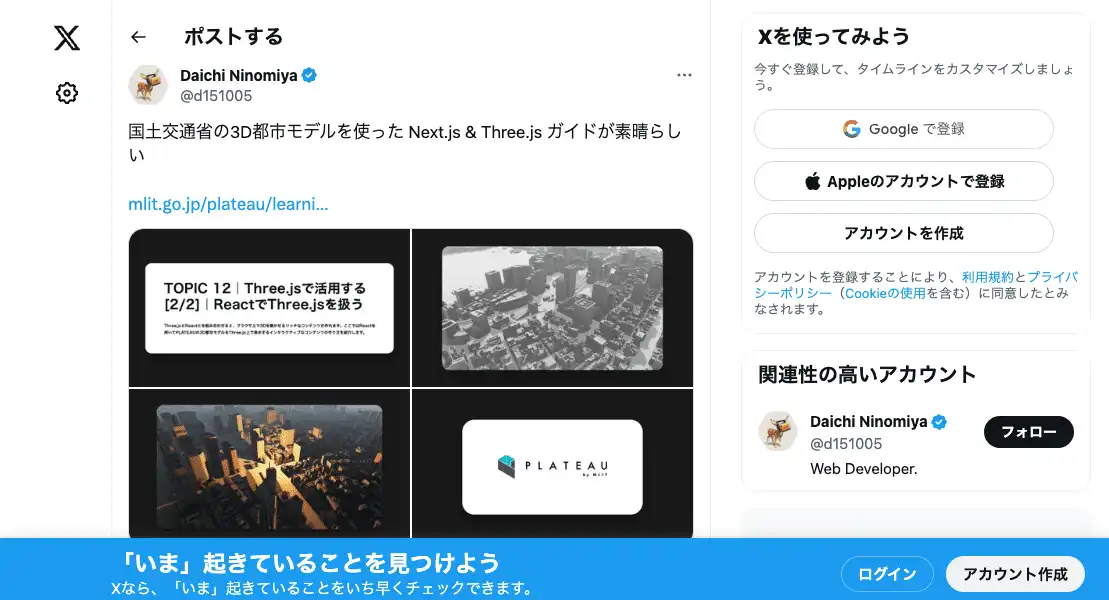 ポストする
Daichi Ninomiya
@d151005
国土交通省の3D都市モデルを使った Next.js & Three.js ガイドが素晴らし
い
mlit.go.jp/plateau/learni...
TOPIC 12｜Three.jsで活用する
[2/2]｜ReactでThree.jsを扱う
PLATEAU
by MLIT
Xを使ってみよう
今すぐ登録して、タイムラインをカスタマイズしましょ
う。
Google で登録
Appleのアカウントで登録
アカウントを作成
アカウントを登録することにより、利用規約とプライバ
シーポリシー（Cookieの使用を含む）に同意したとみ
なされます。
関連性の高いアカウント
Daichi Ninomiya
@d151005
フォロー
Web Developer.
「いま」起きていることを見つけよう
Xなら、「いま」起きていることをいち早くチェックできます。
ログイン
アカウント作成